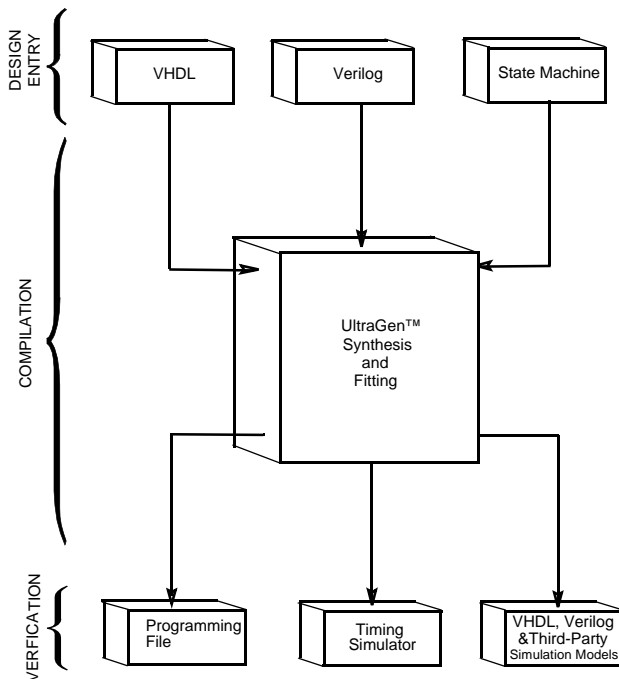 DESIGN
ENTRY
VHDL
Verilog
State Machine
COMPILATION
UltraGen™
Synthesis
and
Fitting
VERFICATION
Programming
File
Timing
Simulator
VHDL, Verilog
&Third-Party
Simulation Models